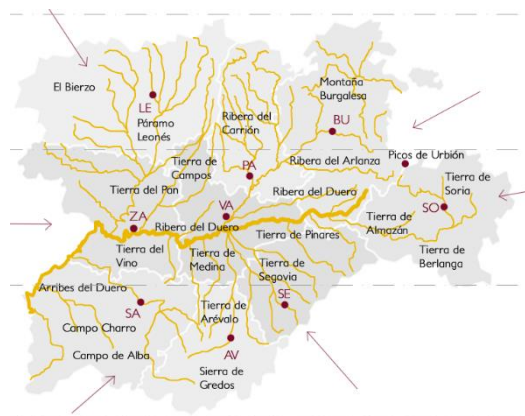 El Bierzo
LE
Páramo
Leonés
Ribera del
Carrión
Montaña
Burgalesa
BU
Tierra de
Campos
PA
Ribera del Arlanza
Picos de Urbión
Tierra del Pan
Ribera del Duero
Tierra de
Soria
SO
ZA
VA
Ribera del Duero
Tierra de Pinares
Tierra de
Almazán
Tierra del
Vino
Tierra de
Medina
Tierra de
Segovia
Tierra de
Berlanga
Arribes del Duero
SA
Tierra de
Arévalo
SE
Campo Charro
Campo de Alba
AV
Sierra de
Gredos